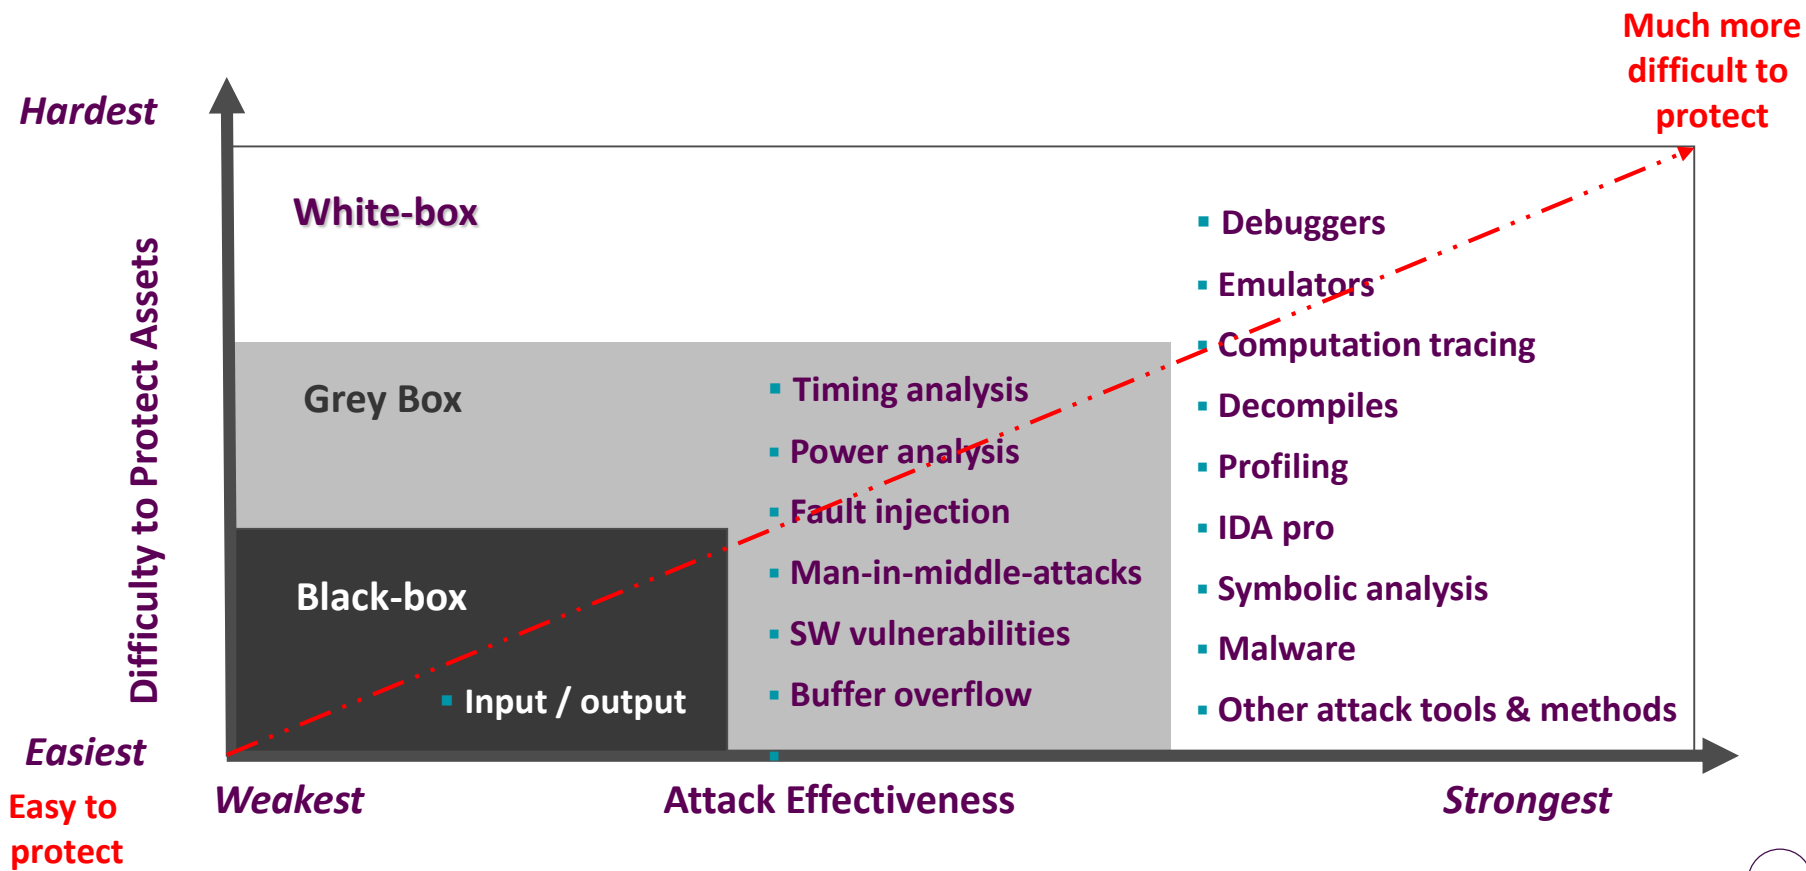 Much more
difficult to
protect
Hardest
White-box
Difficulty to Protect Assets
▪ Debuggers
▪ Emulators
▪ Computation tracing
▪ Decompiles
▪ Profiling
▪ IDA pro
▪ Symbolic analysis
▪ Malware
▪ Other attack tools & methods
Grey Box
▪ Timing analysis
▪ Power analysis
▪ Fault injection
▪ Man-in-middle-attacks
▪ SW vulnerabilities
▪ Buffer overflow
Black-box
▪ Input / output
Easiest
Easy to
protect
Weakest
Attack Effectiveness
Strongest